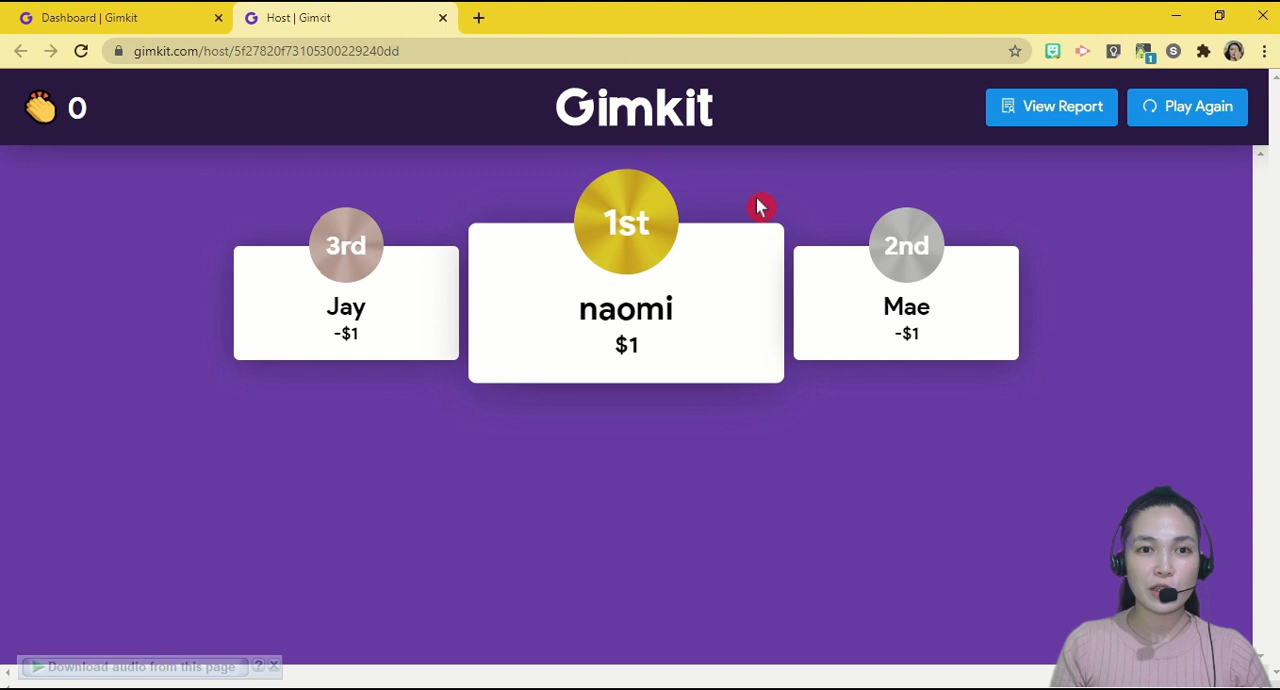 Dashboard | Gimkit
Host | Gimkit
gimkit.com/host/5f27820f73105300229240dd
1
S
0
Gimkit
View Report
Play Again
1st
3rd
2nd
naomi
Jay
Mae
-$1
$1
-$1
Download audio from this page ? X